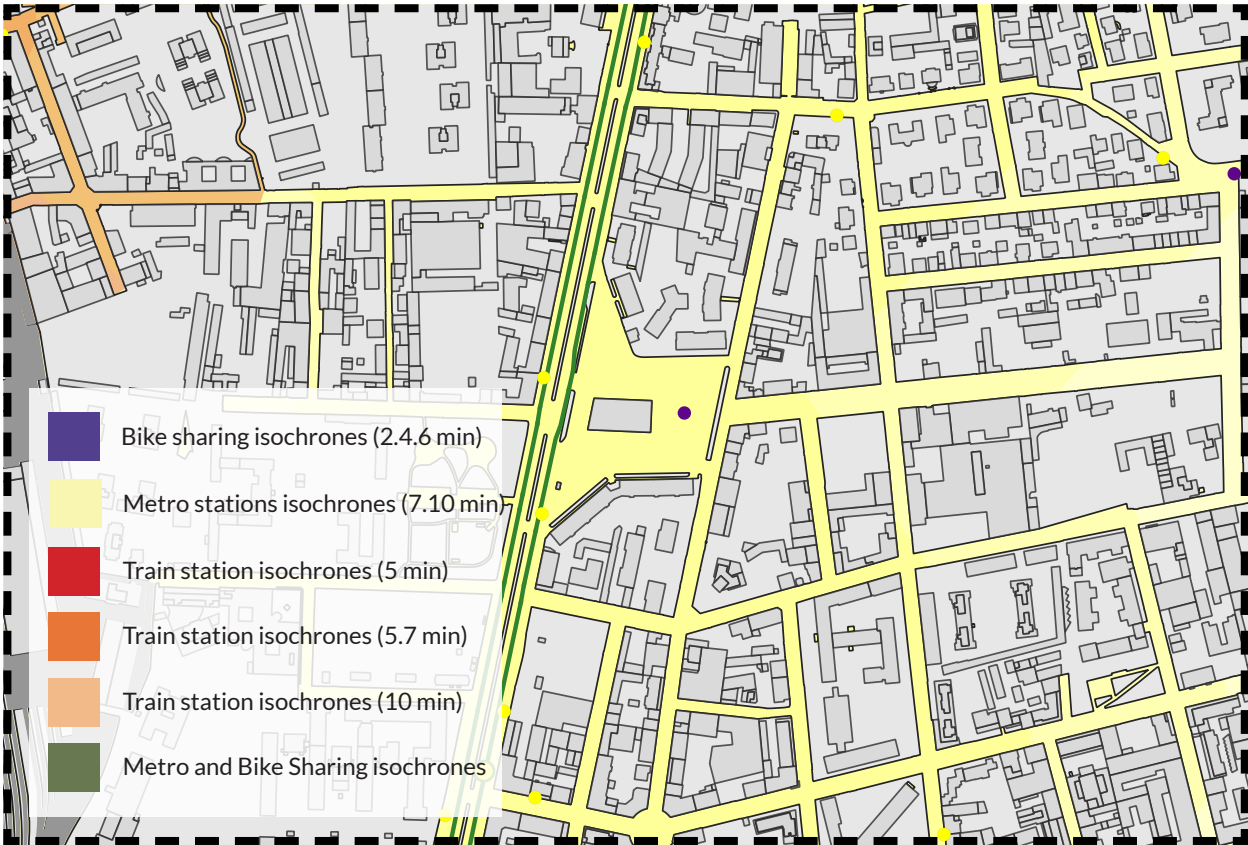 Bike sharing isochrones (2.4.6 min)
Metro stations isochrones (7.10 min)
Train station isochrones (5 min)
Train station isochrones (5.7 min)
Train station isochrones (10 min)
Metro and Bike Sharing isochrones